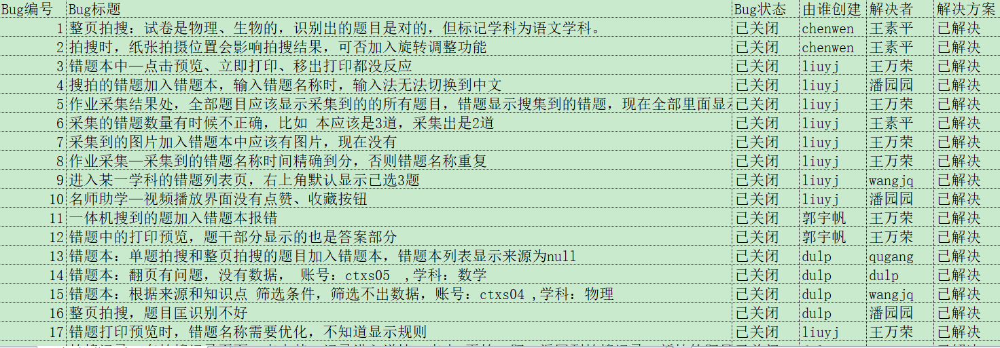 Bug编号 Bug标题 Bug状态 由谁创建 解决者 解决方案
1 整页拍搜：试卷是物理、生物的，识别出的题目是对的，但标记学科为语文学科。 已关闭 chenwen 王素平 已解决
2 拍搜时，纸张拍摄位置会影响拍搜结果，可否加入旋转调整功能 已关闭 chenwen 王素平 已解决
3 错题本中—点击预览、立即打印、移出打印都没反应 已关闭 liuyj 王万荣 已解决
4 搜拍的错题加入错题本，输入错题名称时，输入法无法切换到中文 已关闭 liuyj 潘园园 已解决
5 作业采集结果处，全部题目应该显示采集到的的所有题目，错题显示搜集到的错题，现在全部里面显 已关闭 liuyj 王万荣 已解决
6 采集的错题数量有时候不正确，比如 本应该是3道，采集出是2道 已关闭 liuyj 王素平 已解决
7 采集到的图片加入错题本中应该有图片，现在没有 已关闭 liuyj 王万荣 已解决
8 作业采集—采集到的错题名称时间精确到分，否则错题名称重复 已关闭 liuyj 王万荣 已解决
9 进入某一学科的错题列表页，右上角默认显示已选3题 已关闭 liuyj wangjq 已解决
10 名师助学—视频播放界面没有点赞、收藏按钮 已关闭 liuyj 潘园园 已解决
11 一体机搜到的题加入错题本报错 已关闭 郭宇帆 王万荣 已解决
12 错题中的打印预览，题干部分显示的也是答案部分 已关闭 郭宇帆 王万荣 已解决
13 错题本：单题拍搜和整页拍搜的题目加入错题本，错题本列表显示来源为null 已关闭 dulp qugang 已解决
14 错题本：翻页有问题，没有数据， 账号：ctxs05 ,学科：数学 已关闭 dulp dulp 已解决
15 错题本：根据来源和知识点 筛选条件，筛选不出数据，账号：ctxs04 ,学科：物理 已关闭 dulp wangjq 已解决
16 整页拍搜，题目匡识别不好 已关闭 dulp 潘园园 已解决
17 错题打印预览时，错题名称需要优化，不知道显示规则 已关闭 liuyj 王万荣 已解决